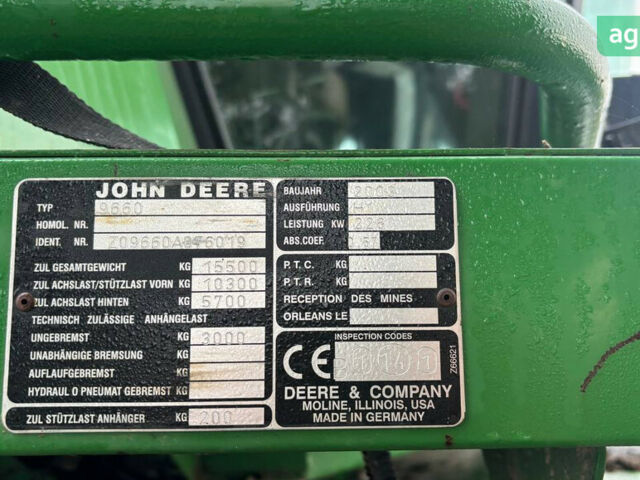 ag
JOHN DEERE
TYP 9660
HOMOL. NR.
IDENT. NR. Z09660A076019
ZUL GESAMTGEWICHT KG 15500
ZUL ACHSLAST/STÜTZLAST VORN KG 10300
ZUL ACHSLAST HINTEN KG 5700
TECHNISCH ZULÄSSIGE ANHÄNGELAST
UNGEBREMST KG 3000
UNABHÄNGIGE BREMSUNG KG
AUFLAUFGEBREMST KG
HYDRAUL O PNEUMAT GEBREMST KG
ZUL STÜTZLAST ANHÄNGER KG 200
BAUJAHR
AUSFÜHRUNG
LEISTUNG KW
ABS.COEF. 0.67
P.T.C. KG
P.T.R. KG
RECEPTION DES MINES
ORLEANS LE
INSPECTION CODES
CE
DEERE & COMPANY
MOLINE, ILLINOIS, USA
MADE IN GERMANY
Z66621